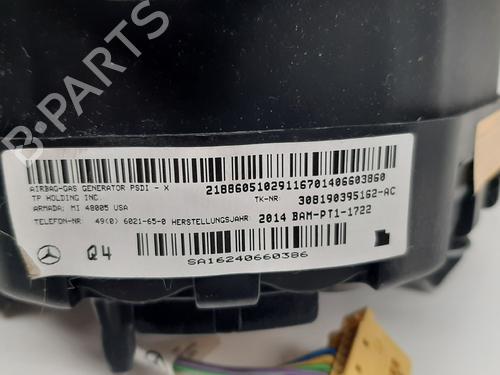 B-PARTS
AIRBAG-GAS GENERATOR PSDI - X
TP HOLDING INC.
ARMADA, MI 48005 USA
TELEFON-NR 49(0) 6021-65-0 HERSTELLUNGSJAHR
21886051029116701406603860
TK-NR: 308190395162-AC
2014 BAM-PT1-1722
Q4
SA16240660386